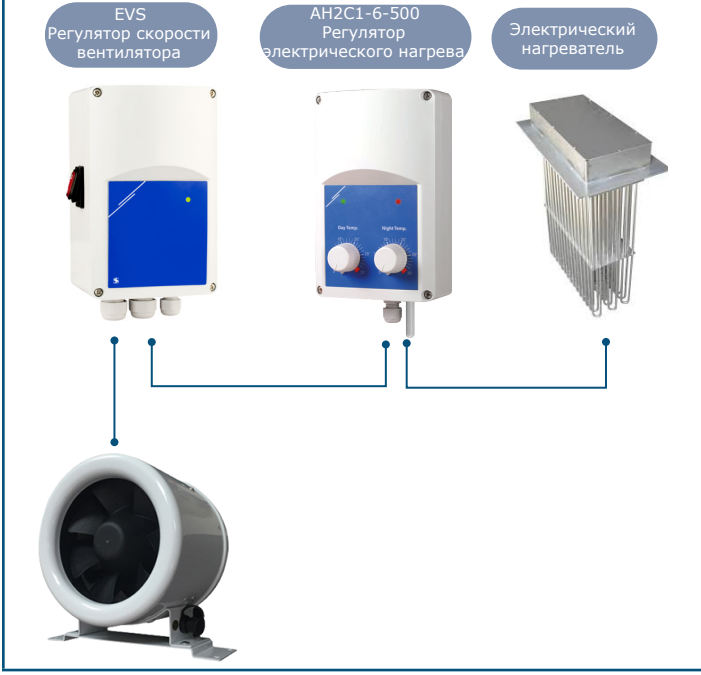 EVS
Регулятор скорости
вентилятора
AH2C1-6-500
Регулятор
электрического нагрева
Электрический
нагреватель
Day Temp.
Night Temp.